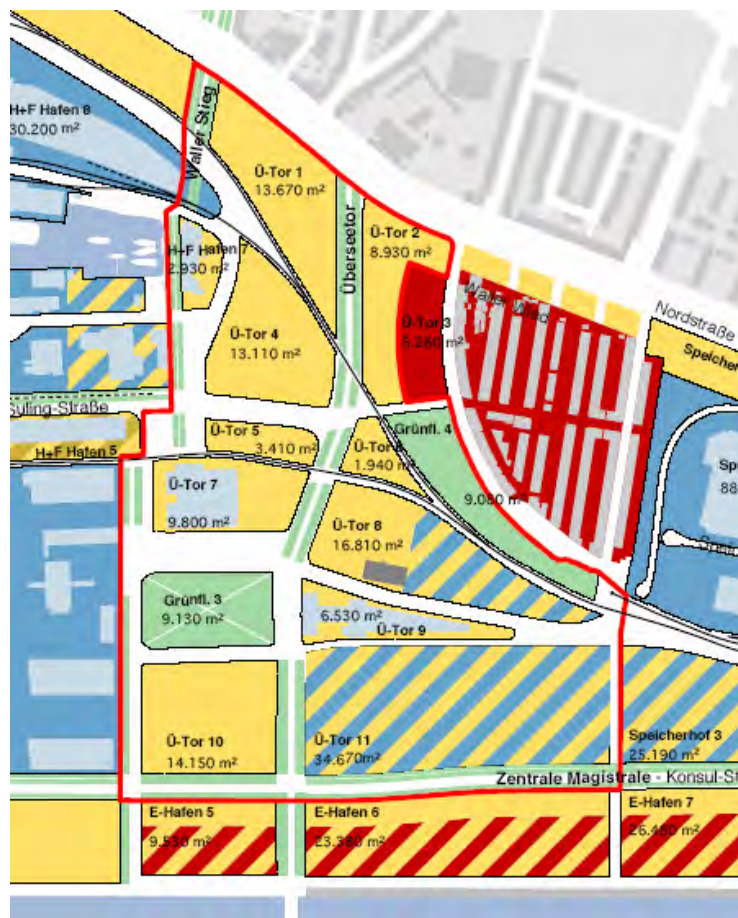 H+F Hafen 8
30.200 m²
Waller Stieg
Ü-Tor 1
13.670 m²
Überseetor
Ü-Tor 2
8.930 m²
H+F Hafen 7
2.930 m²
Waller Wied
Nordstraße
Ü-Tor 3
5.260 m²
Ü-Tor 4
13.110 m²
Speicher
Suling-Straße
Ü-Tor 5
3.410 m²
Grünfl. 4
9.080 m²
H+F Hafen 5
Ü-Tor
1.940 m²
Sp
88
Ü-Tor 7
9.800 m²
Ü-Tor 8
16.810 m²
Grünfl. 3
9.130 m²
6.530 m²
Ü-Tor 9
Ü-Tor 10
14.150 m²
Ü-Tor 11
34.670m²
Speicherhof 3
25.190 m²
Zentrale Magistrale - Konsul-St
E-Hafen 5
9.530 m²
E-Hafen 6
23.380 m²
E-Hafen 7
26.480 m²